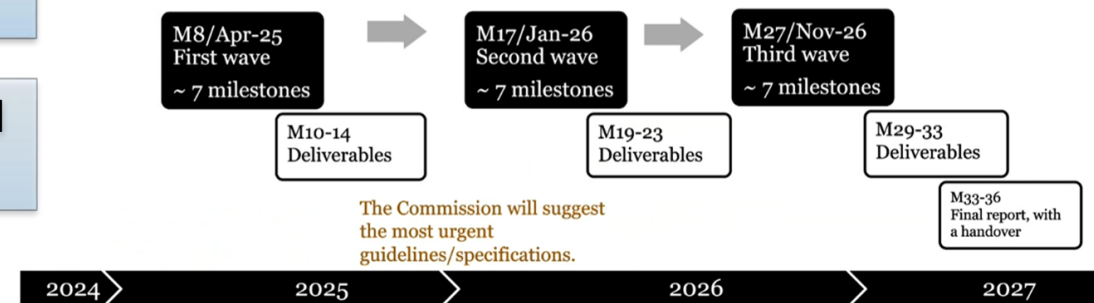 M8/Apr-25
First wave
~ 7 milestones
M17/Jan-26
Second wave
~ 7 milestones
M27/Nov-26
Third wave
~ 7 milestones
M10-14
Deliverables
M19-23
Deliverables
M29-33
Deliverables
M33-36
Final report, with
a handover
The Commission will suggest
the most urgent
guidelines/specifications.
2024
2025
2026
2027